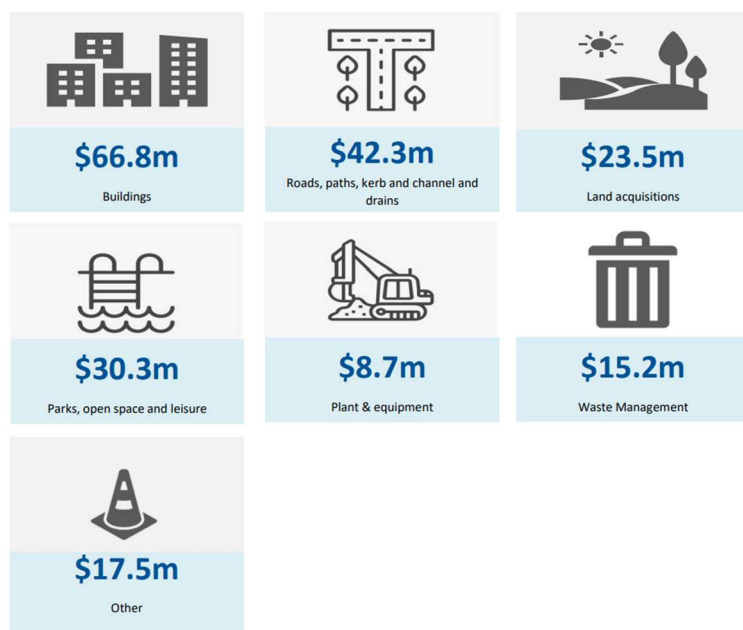 $66.8m
Buildings
$42.3m
Roads, paths, kerb and channel and
drains
$23.5m
Land acquisitions
$30.3m
Parks, open space and leisure
$8.7m
Plant & equipment
$15.2m
Waste Management
$17.5m
Other